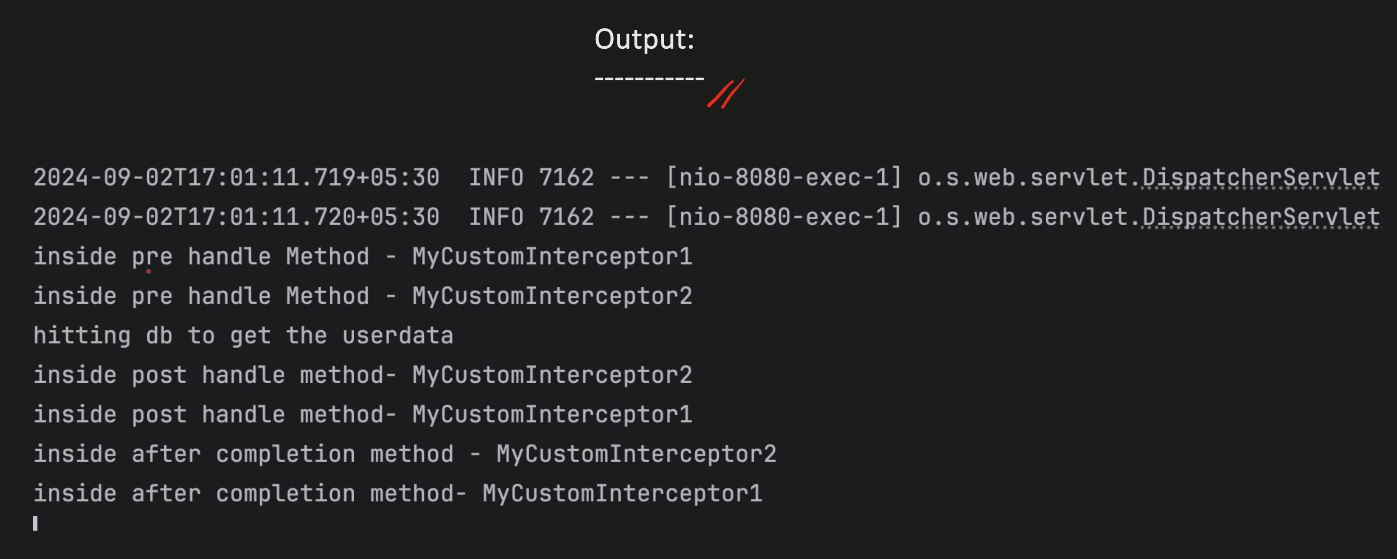 Output:
-----------
2024-09-02T17:01:11.719+05:30  INFO 7162 --- [nio-8080-exec-1] o.s.web.servlet.DispatcherServlet
2024-09-02T17:01:11.720+05:30  INFO 7162 --- [nio-8080-exec-1] o.s.web.servlet.DispatcherServlet
inside pre handle Method - MyCustomInterceptor1
inside pre handle Method - MyCustomInterceptor2
hitting db to get the userdata
inside post handle method- MyCustomInterceptor2
inside post handle method- MyCustomInterceptor1
inside after completion method - MyCustomInterceptor2
inside after completion method- MyCustomInterceptor1